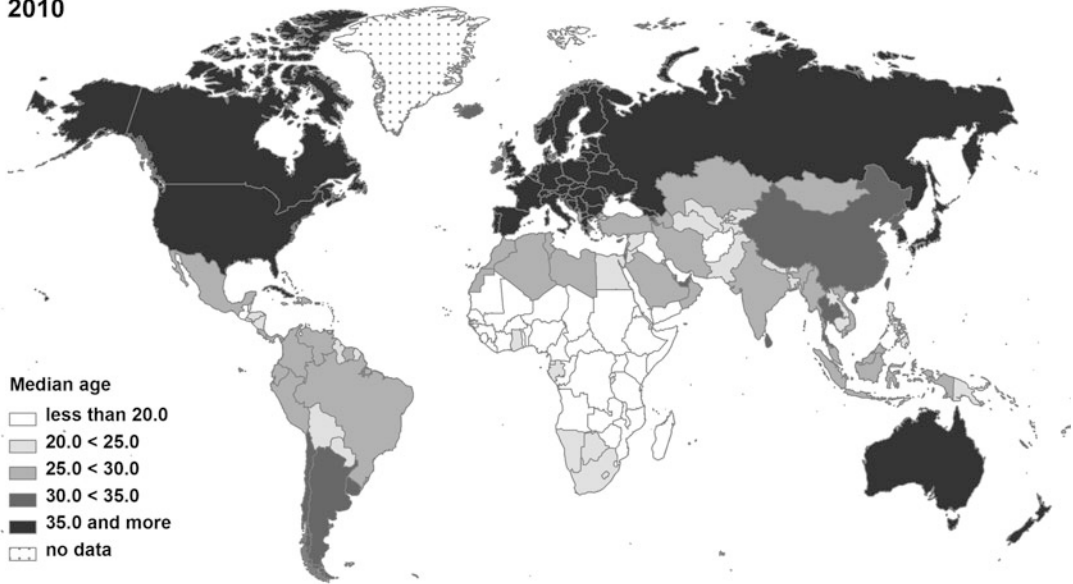 2010
Median age
less than 20.0
20.0 < 25.0
25.0 < 30.0
30.0 < 35.0
35.0 and more
no data